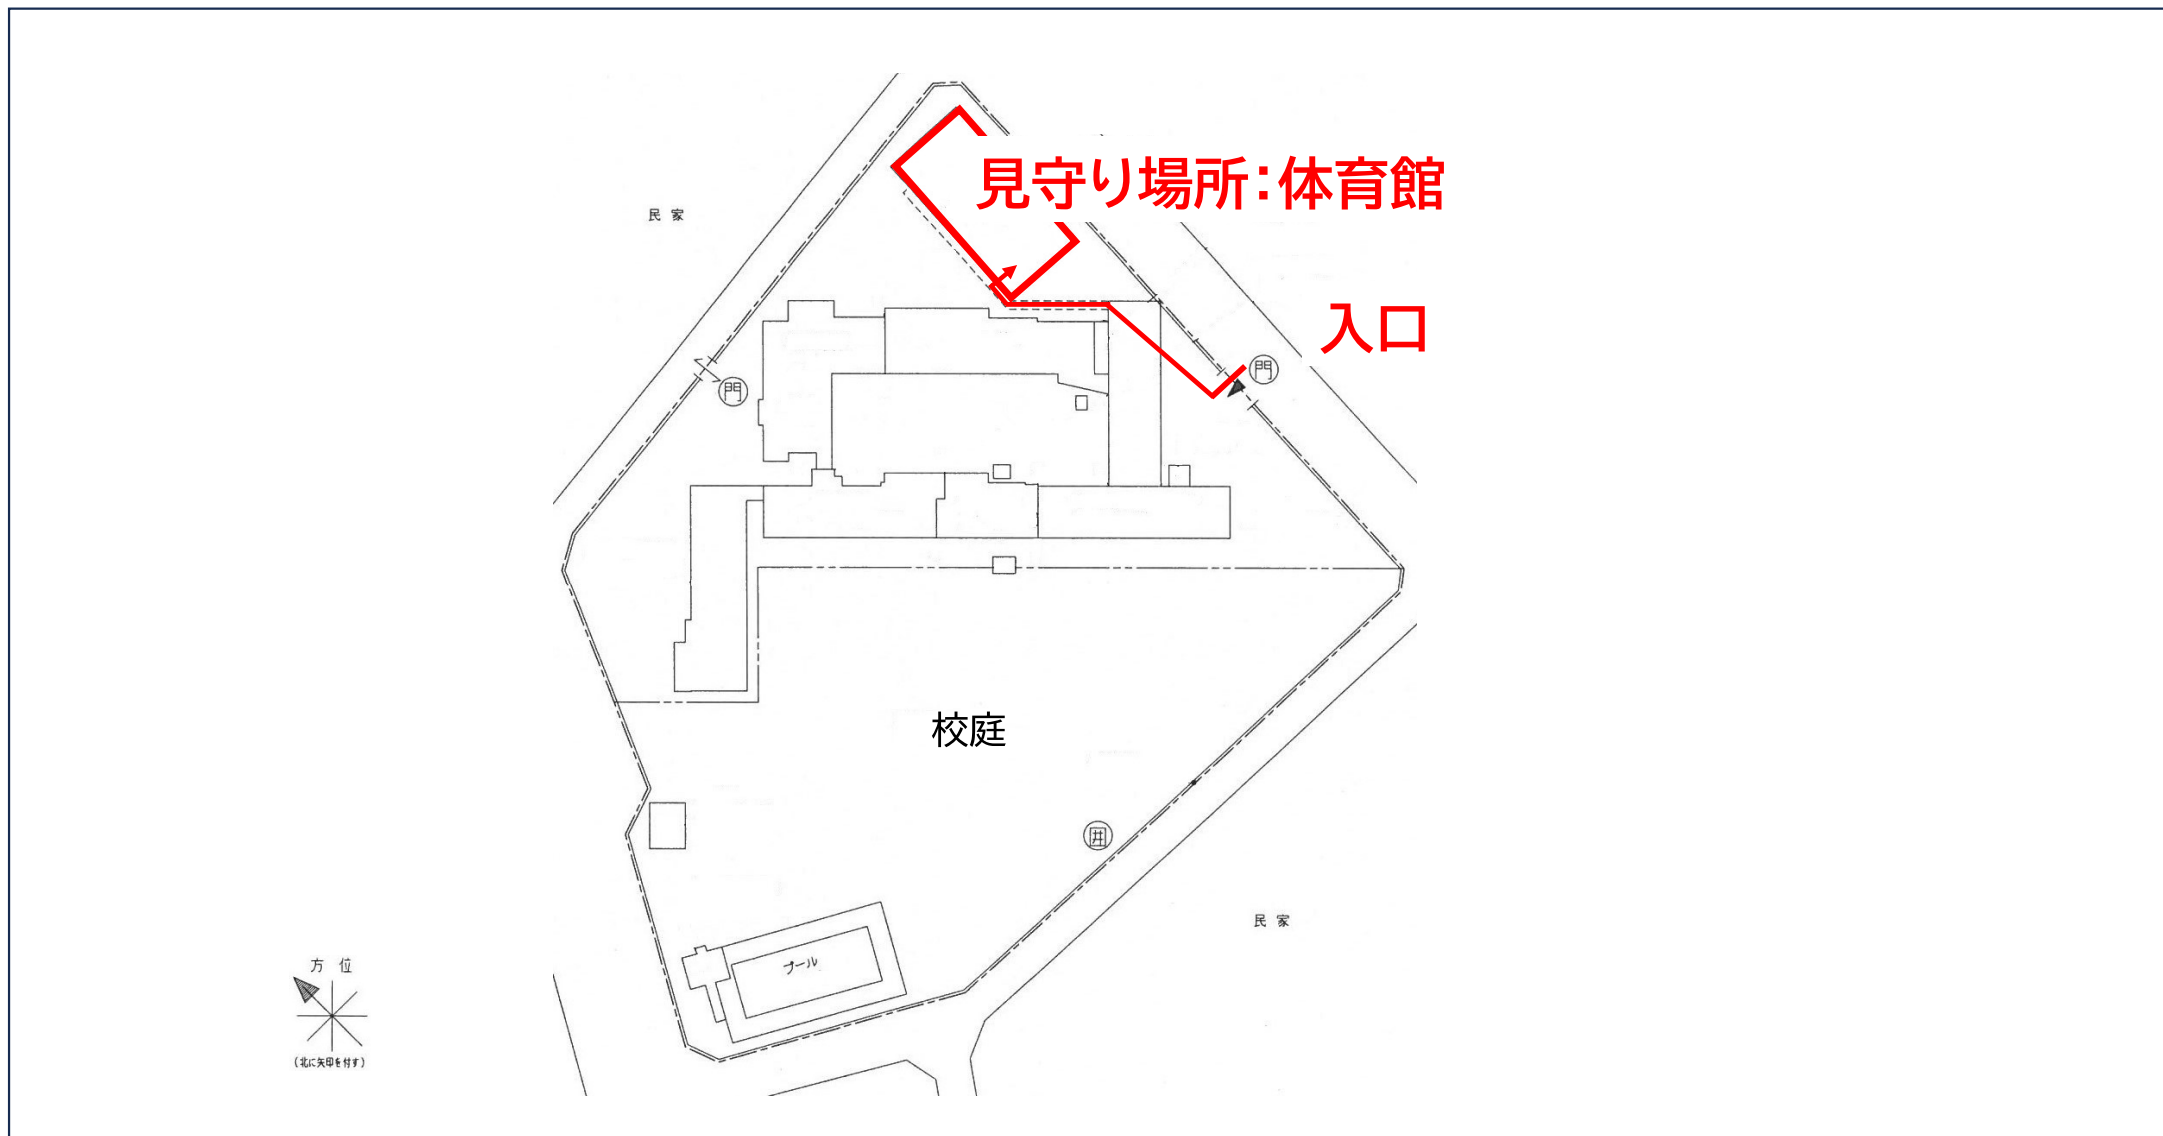 見守り場所：体育館
民家
入口
門
門
校庭
井
民家
プール
方位
（北に矢印を付す）